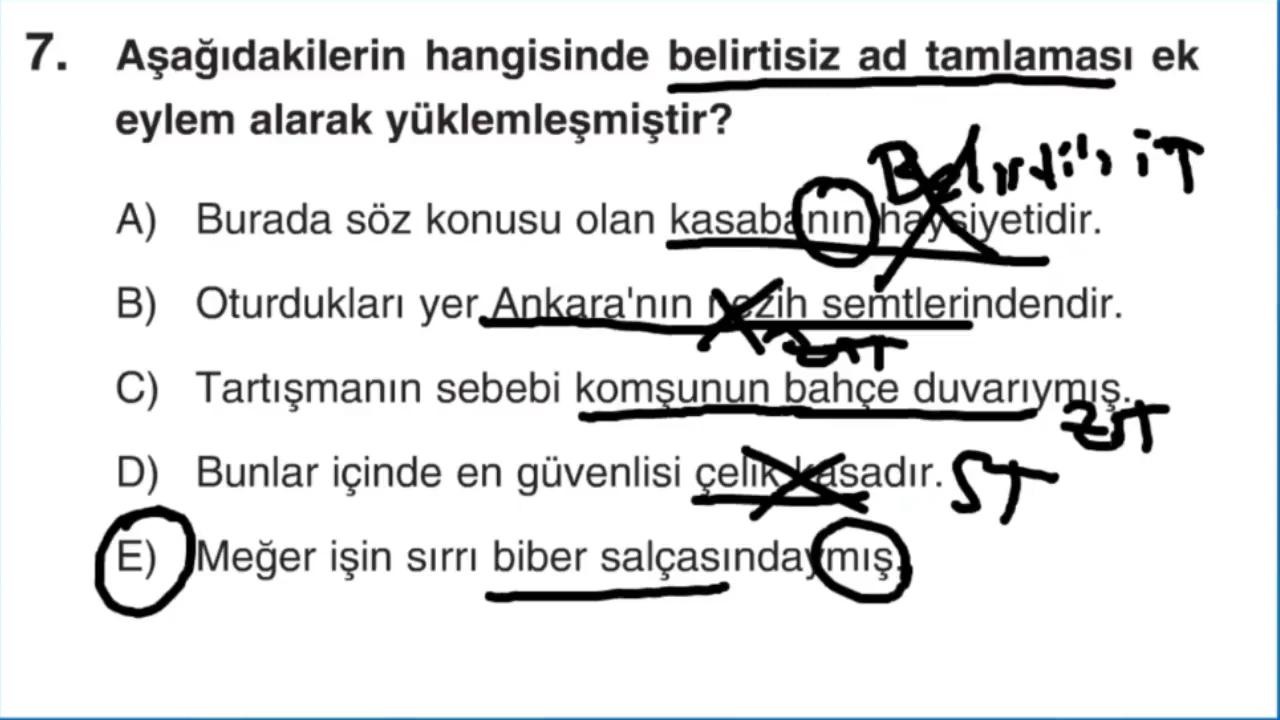 7. Aşağıdakilerin hangisinde belirtisiz ad tamlaması ek
eylem alarak yüklemleşmiştir?
Belirtili İT
A) Burada söz konusu olan kasabanın haysiyetidir.
B) Oturdukları yer Ankara'nın nezih semtlerindendir.
ZİT
C) Tartışmanın sebebi komşunun bahçe duvarıymış.
ZİT
D) Bunlar içinde en güvenlisi çelik kasadır. ST
E) Meğer işin sırrı biber salçasındaymış.